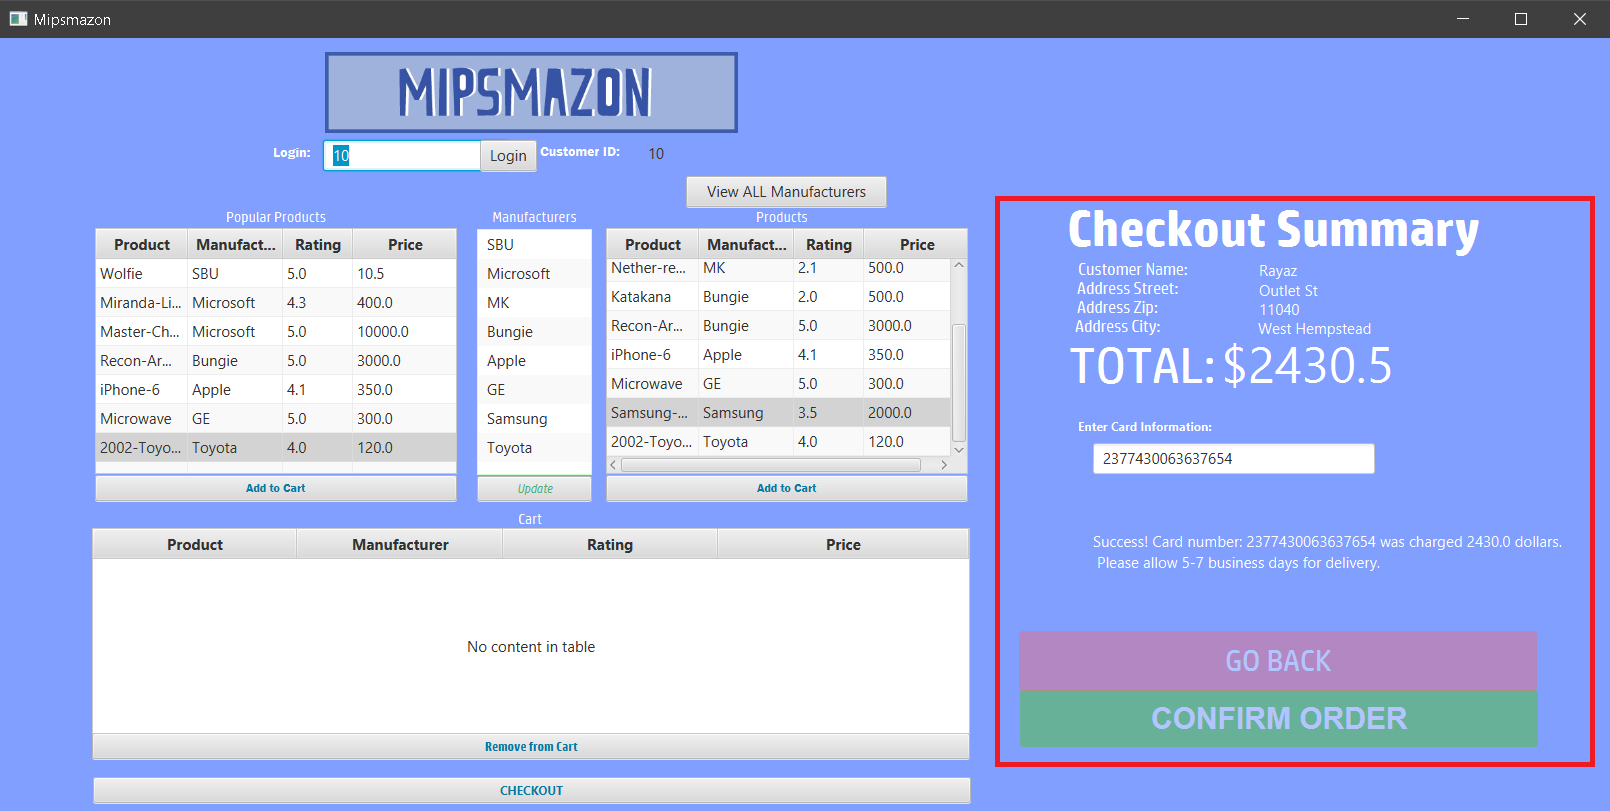 Mipsmazon
MIPSMAZON
Login: 10 Login Customer ID: 10
View ALL Manufacturers
Popular Products
Product Manufact... Rating Price
Wolfie SBU 5.0 10.5
Miranda-Li... Microsoft 4.3 400.0
Master-Ch... Microsoft 5.0 10000.0
Recon-Ar... Bungie 5.0 3000.0
iPhone-6 Apple 4.1 350.0
Microwave GE 5.0 300.0
2002-Toyo... Toyota 4.0 120.0
Add to Cart
Manufacturers
SBU
Microsoft
MK
Bungie
Apple
GE
Samsung
Toyota
Update
Products
Product Manufact... Rating Price
Nether-re... MK 2.1 500.0
Katakana Bungie 2.0 500.0
Recon-Ar... Bungie 5.0 3000.0
iPhone-6 Apple 4.1 350.0
Microwave GE 5.0 300.0
Samsung-... Samsung 3.5 2000.0
2002-Toyo... Toyota 4.0 120.0
Add to Cart
Cart
Product Manufacturer Rating Price
No content in table
Remove from Cart
CHECKOUT
Checkout Summary
Customer Name: Rayaz
Address Street: Outlet St
Address Zip: 11040
Address City: West Hempstead
TOTAL: $2430.5
Enter Card Information:
2377430063637654
Success! Card number: 2377430063637654 was charged 2430.0 dollars.
Please allow 5-7 business days for delivery.
GO BACK
CONFIRM ORDER